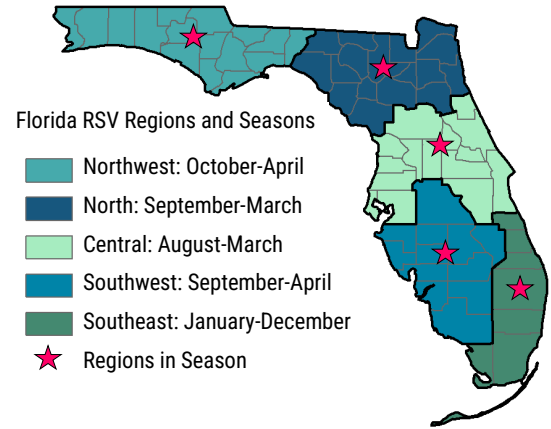 Florida RSV Regions and Seasons
Northwest: October-April
North: September-March
Central: August-March
Southwest: September-April
Southeast: January-December
Regions in Season